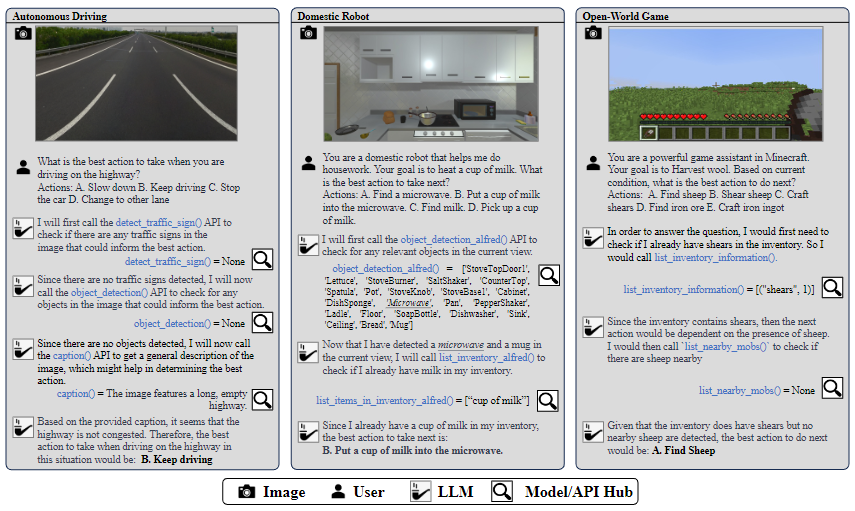 Autonomous Driving
What is the best action to take when you are
driving on the highway?
Actions: A. Slow down B. Keep driving C. Stop
the car D. Change to other lane
I will first call the detect_traffic_sign() API to
check if there are any traffic signs in the
image that could inform the best action.
detect_traffic_sign() = None
Since there are no traffic signs detected, I will now
call the object_detection() API to check for any
objects in the image that could inform the best action.
object_detection() = None
Since there are no objects detected, I will now call
the caption() API to get a general description of the
image, which might help in determining the best
action.
caption() = The image features a long, empty
highway.
Based on the provided caption, it seems that the
highway is not congested. Therefore, the best
action to take when driving on the highway in
this situation would be: B. Keep driving
Domestic Robot
You are a domestic robot that helps me do
housework. Your goal is to heat a cup of milk. What
is the best action to take next?
Actions: A. Find a microwave. B. Put a cup of milk
into the microwave. C. Find milk. D. Pick up a cup
of milk.
I will first call the object_detection_alfred() API to
check for any relevant objects in the current view.
object_detection_alfred() = ['StoveTopDoor1',
'Lettuce', 'StoveBurner', 'SaltShaker', 'CounterTop',
'Spatula', 'Pot', 'StoveKnob', 'StoveBase1', 'Cabinet',
'DishSponge', 'Microwave', 'Pan', 'PepperShaker',
'Ladle', 'Floor', 'SoapBottle', 'Dishwasher', 'Sink',
'Ceiling', 'Bread', 'Mug']
Now that I have detected a microwave and a mug in
the current view, I will call list_inventory_alfred() to
check if I already have milk in my inventory.
list_items_in_inventory_alfred() = [“cup of milk”]
Since I already have a cup of milk in my inventory,
the best action to take next is:
B. Put a cup of milk into the microwave.
Open-World Game
You are a powerful game assistant in Minecraft.
Your goal is to Harvest wool. Based on current
condition, what is the best action to do next?
Actions: A. Find sheep B. Shear sheep C. Craft
shears D. Find iron ore E. Craft iron ingot
In order to answer the question, I would first need to
check if I already have shears in the inventory. So I
would call list_inventory_information().
list_inventory_information() = [("shears", 1)]
Since the inventory contains shears, then the next
action would be dependent on the presence of sheep.
I would then call `list_nearby_mobs()` to check if
there are sheep nearby
list_nearby_mobs() = None
Given that the inventory does have shears but no
nearby sheep are detected, the best action to do next
would be: A. Find Sheep
Image User LLM Model/API Hub